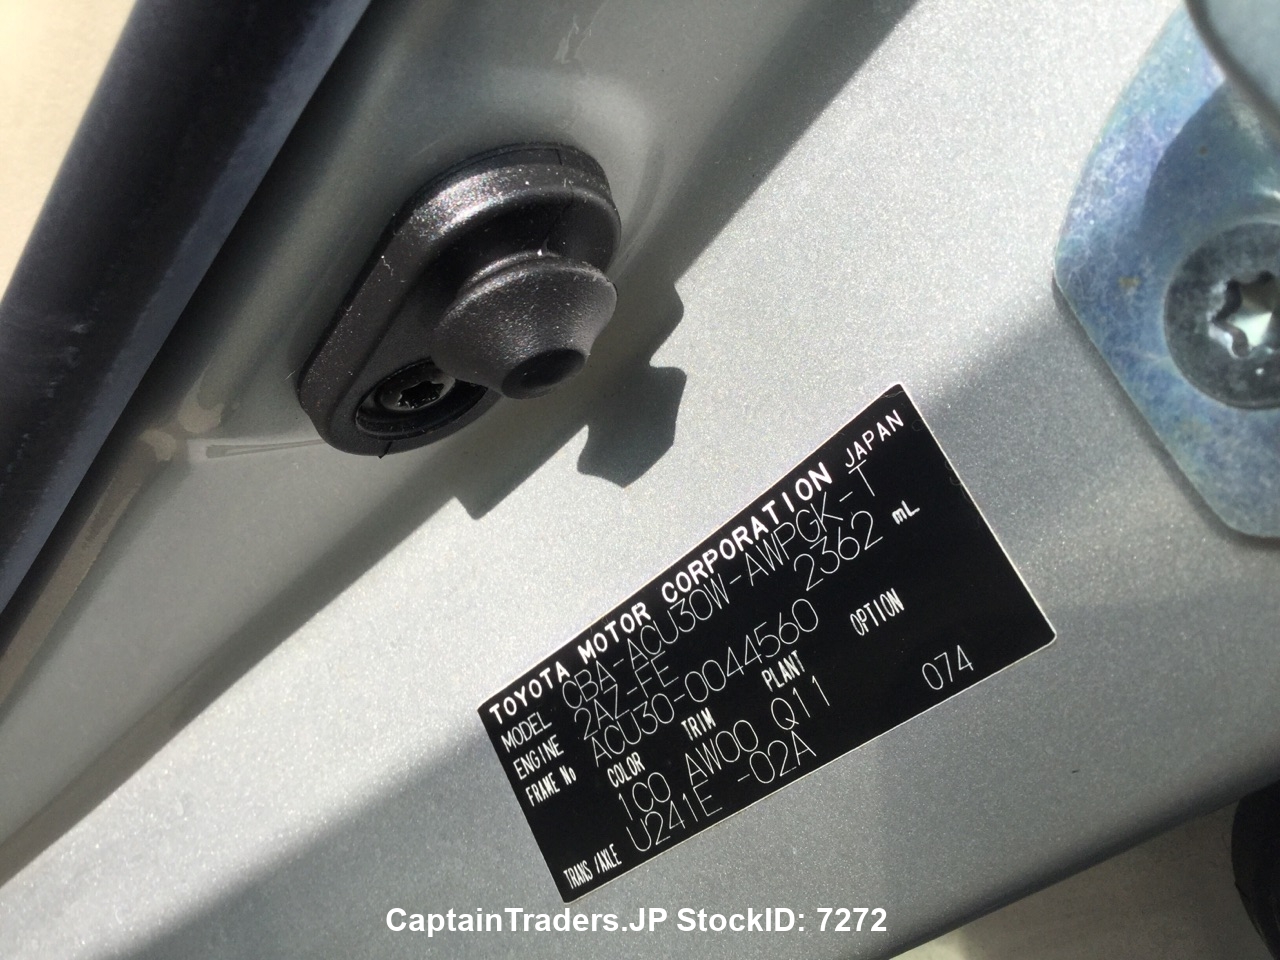 TOYOTA MOTOR CORPORATION JAPAN
MODEL CBA-ACU30W-AWPGK-T
ENGINE 2AZ-FE 2362 mL
FRAME No ACU30-0044560
COLOR TRIM PLANT OPTION
1C0 AW00 Q11 074
TRANS/AXLE U241E -02A
CaptainTraders.JP StockID: 7272